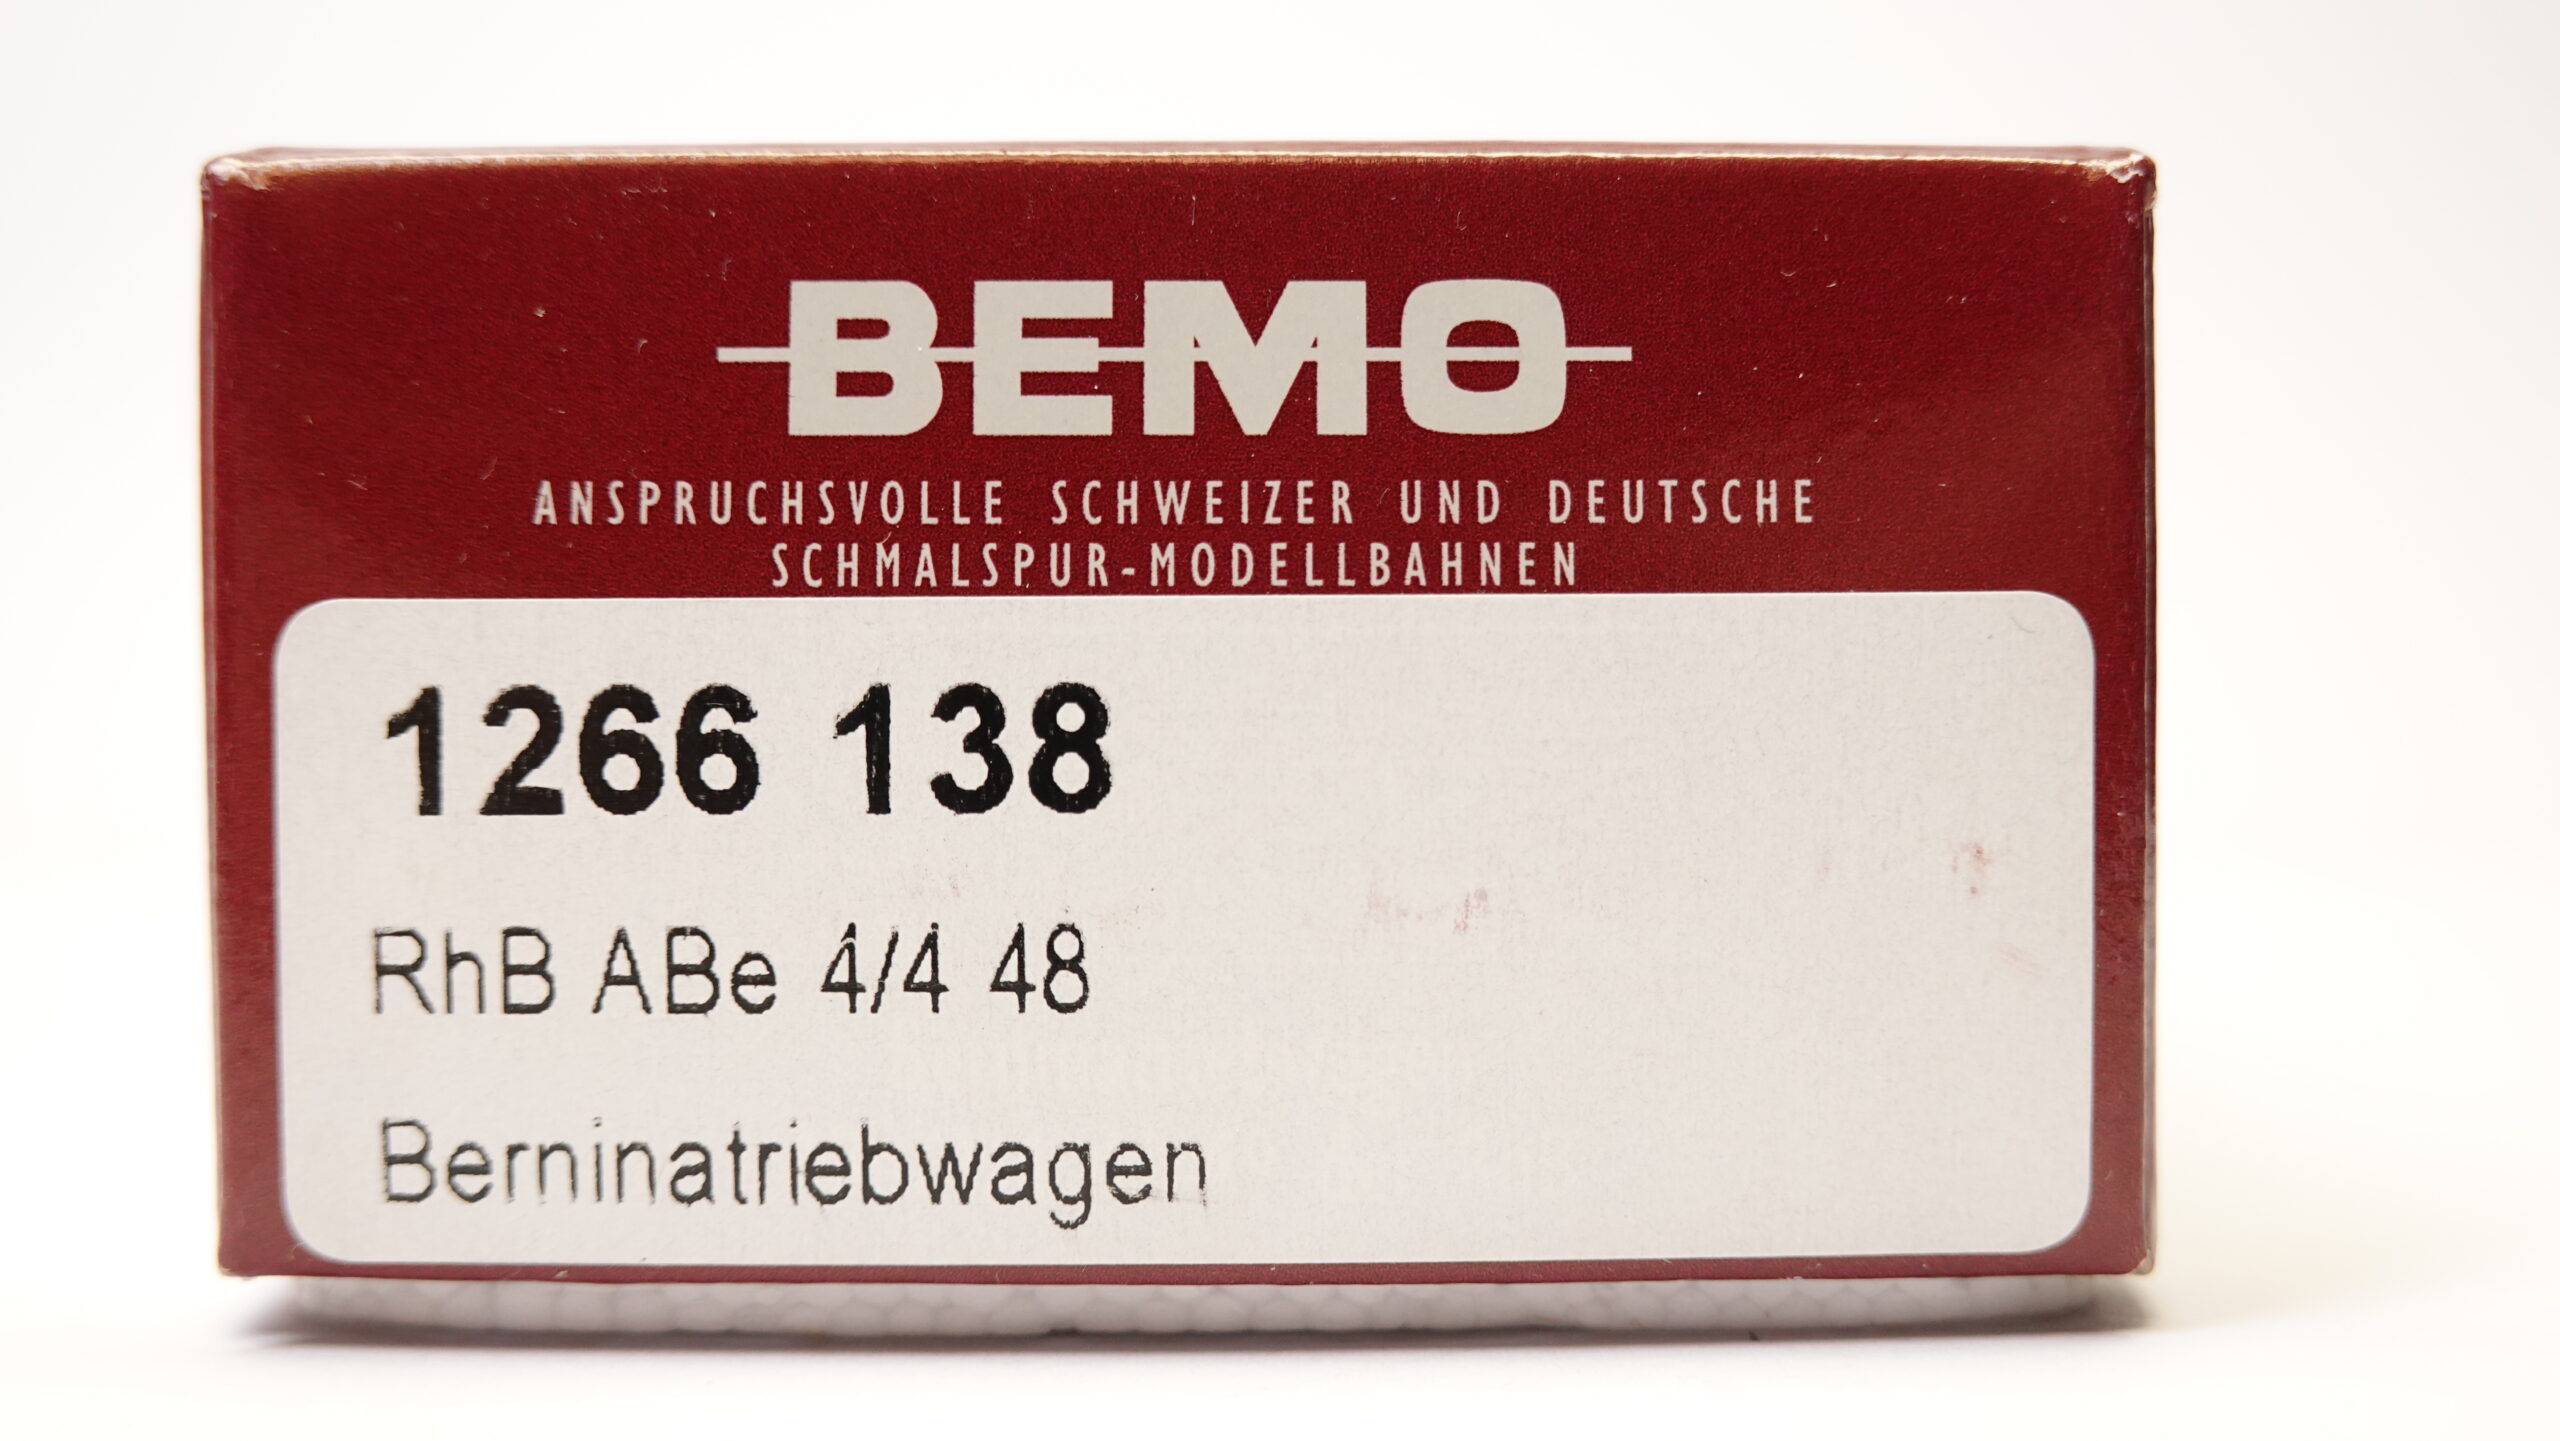 BEMO
ANSPRUCHSVOLLE SCHWEIZER UND DEUTSCHE
SCHMALSPUR-MODELLBAHNEN
1266 138
RhB ABe 4/4 48
Berninatriebwagen